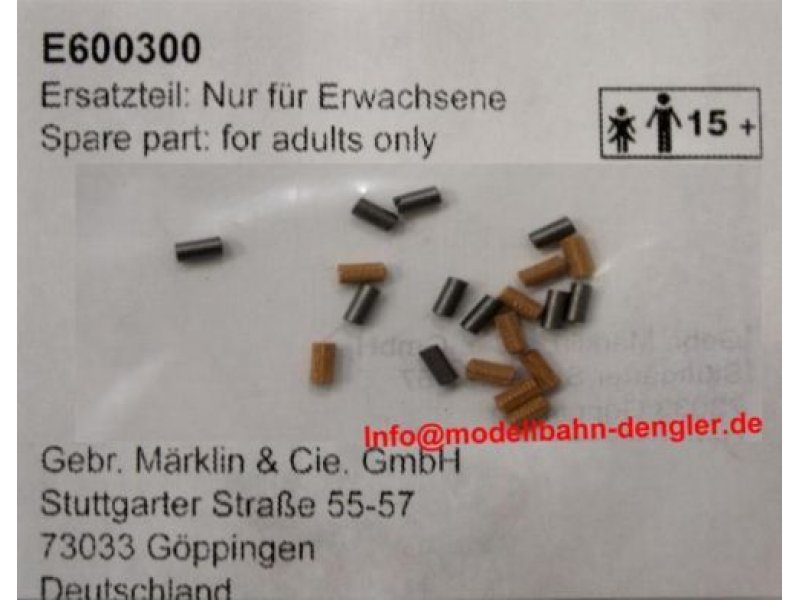 E600300
Ersatzteil: Nur für Erwachsene
Spare part: for adults only
15 +
Info@modellbahn-dengler.de
Gebr. Märklin & Cie. GmbH
Stuttgarter Straße 55-57
73033 Göppingen
Deutschland